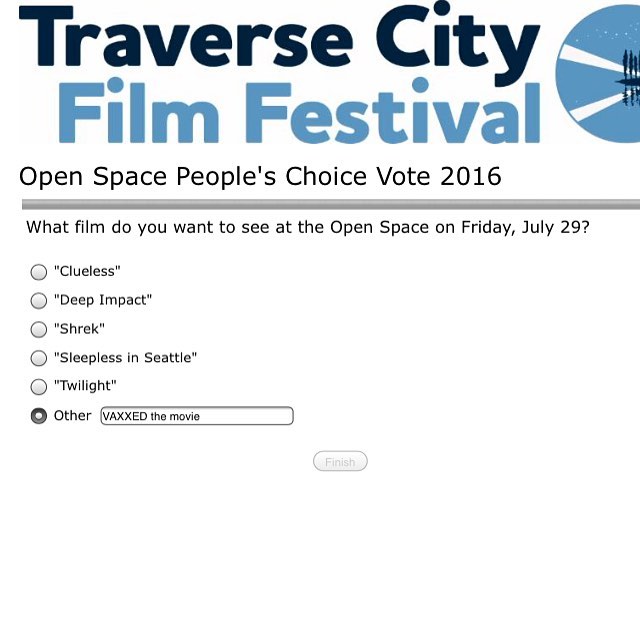 Traverse City
Film Festival
Open Space People's Choice Vote 2016
What film do you want to see at the Open Space on Friday, July 29?
"Clueless"
"Deep Impact"
"Shrek"
"Sleepless in Seattle"
"Twilight"
Other VAXXED the movie
Finish